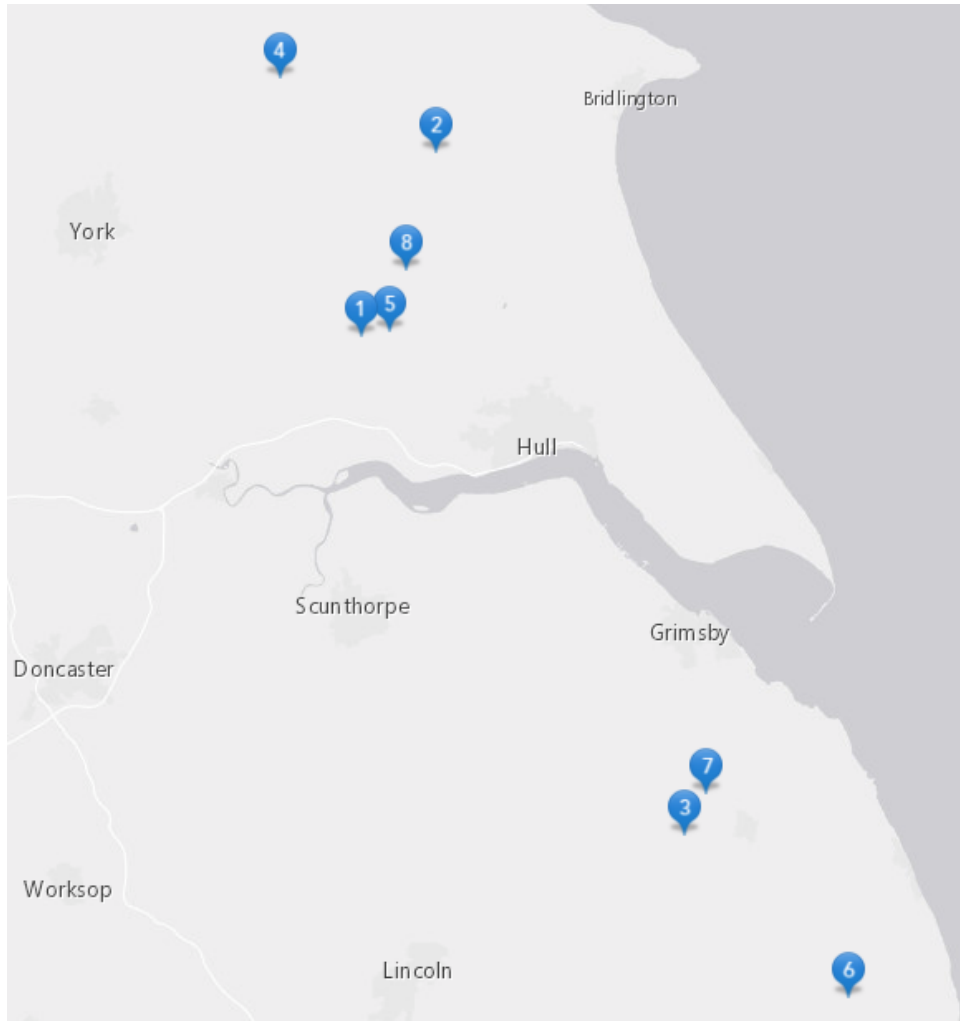 4
Bridlington
2
York
8
1
5
Hull
Scunthorpe
Grimsby
Doncaster
7
3
Worksop
Lincoln
6